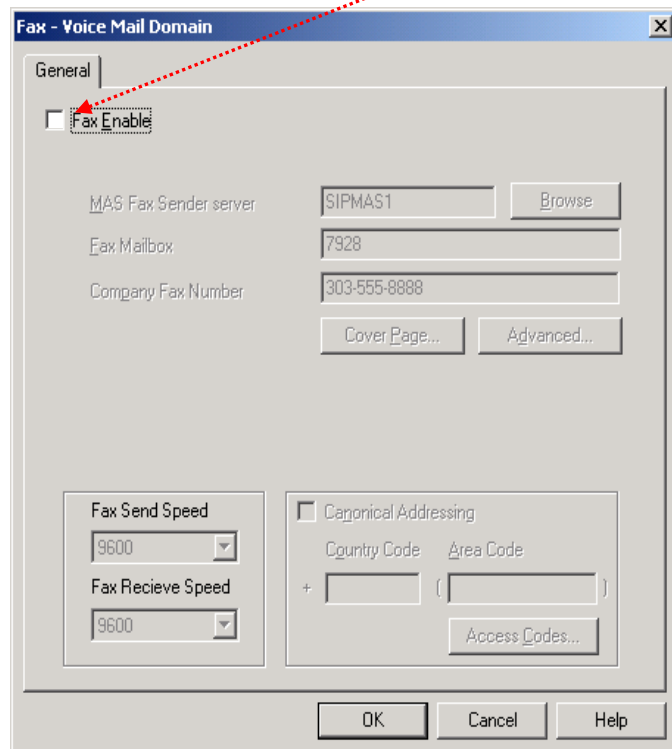 Fax - Voice Mail Domain
General
Fax Enable
MAS Fax Sender server
SIPMAS1
Browse
Fax Mailbox
7928
Company Fax Number
303-555-8888
Cover Page...
Advanced...
Fax Send Speed
9600
Fax Recieve Speed
9600
Canonical Addressing
Country Code Area Code
+ ( )
Access Codes...
OK Cancel Help